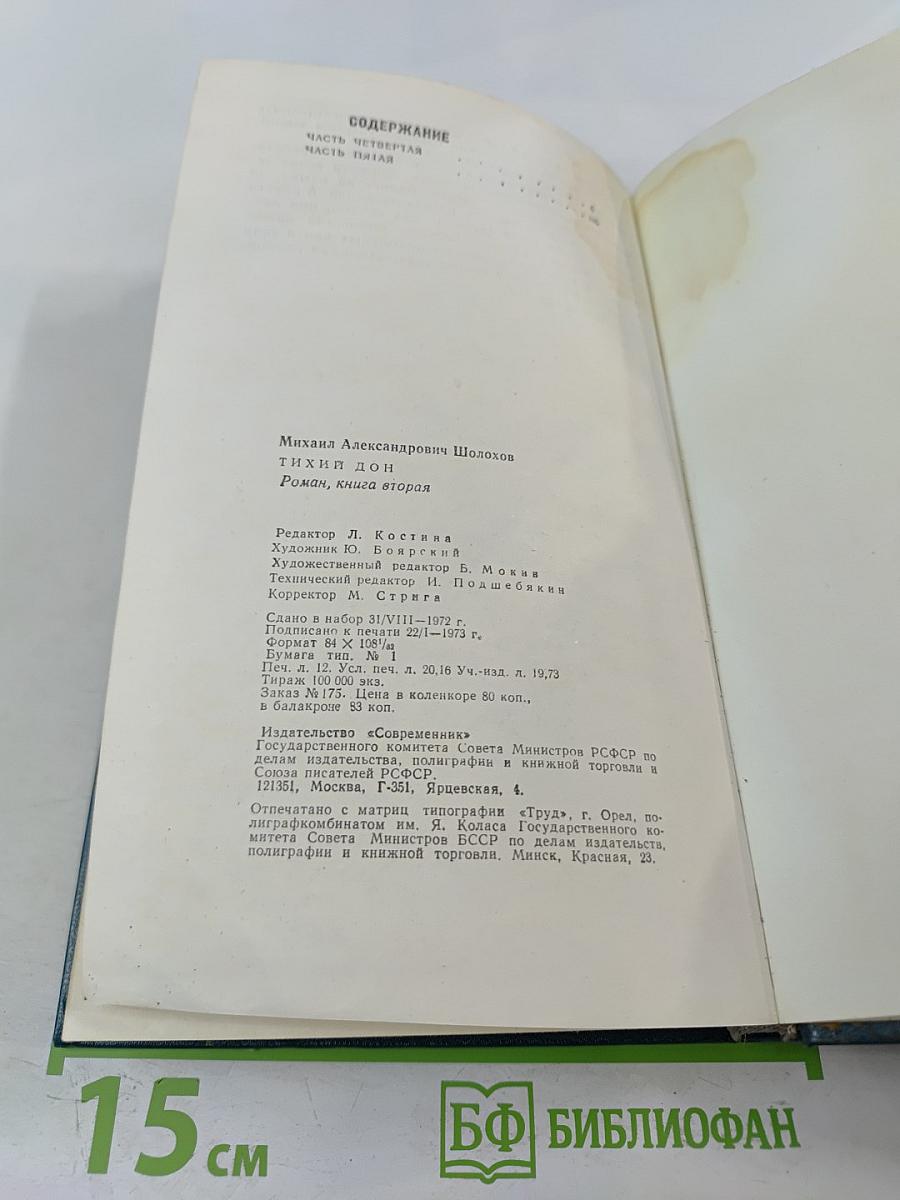 СОДЕРЖАНИЕ
ЧАСТЬ ЧЕТВЕРТАЯ
ЧАСТЬ ПЯТАЯ
Михаил Александрович Шолохов
ТИХИЙ ДОН
Роман, книга вторая
Редактор Л. Костина
Художник Ю. Боярский
Художественный редактор Б. Мокин
Технический редактор И. Подшебякин
Корректор М. Стрига
Сдано в набор 31/VIII—1972 г.
Подписано к печати 22/I—1973 г.
Формат 84 × 108¹/₃₂
Бумага тип. № 1
Печ. л. 12. Усл. печ. л. 20,16 Уч.-изд. л. 19,73
Тираж 100 000 экз.
Заказ № 175. Цена в коленкоре 80 коп.,
в балакроне 83 коп.
Издательство «Современник»
Государственного комитета Совета Министров РСФСР по
делам издательства, полиграфии и книжной торговли и
Союза писателей РСФСР.
121351, Москва, Г-351, Ярцевская, 4.
Отпечатано с матриц типографии «Труд», г. Орел, по-
лиграфкомбинатом им. Я. Коласа Государственного ко-
митета Совета Министров БССР по делам издательств,
полиграфии и книжной торговли. Минск, Красная, 23.
15 см
БФ БИБЛИОФАН